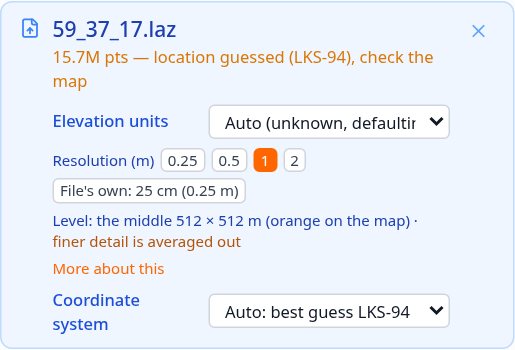 59_37_17.laz
15.7M pts — location guessed (LKS-94), check the
map
Elevation units
Auto (unknown, defaultir
Resolution (m) 0.25 0.5 1 2
File's own: 25 cm (0.25 m)
Level: the middle 512 × 512 m (orange on the map) ·
finer detail is averaged out
More about this
Coordinate
system
Auto: best guess LKS-94